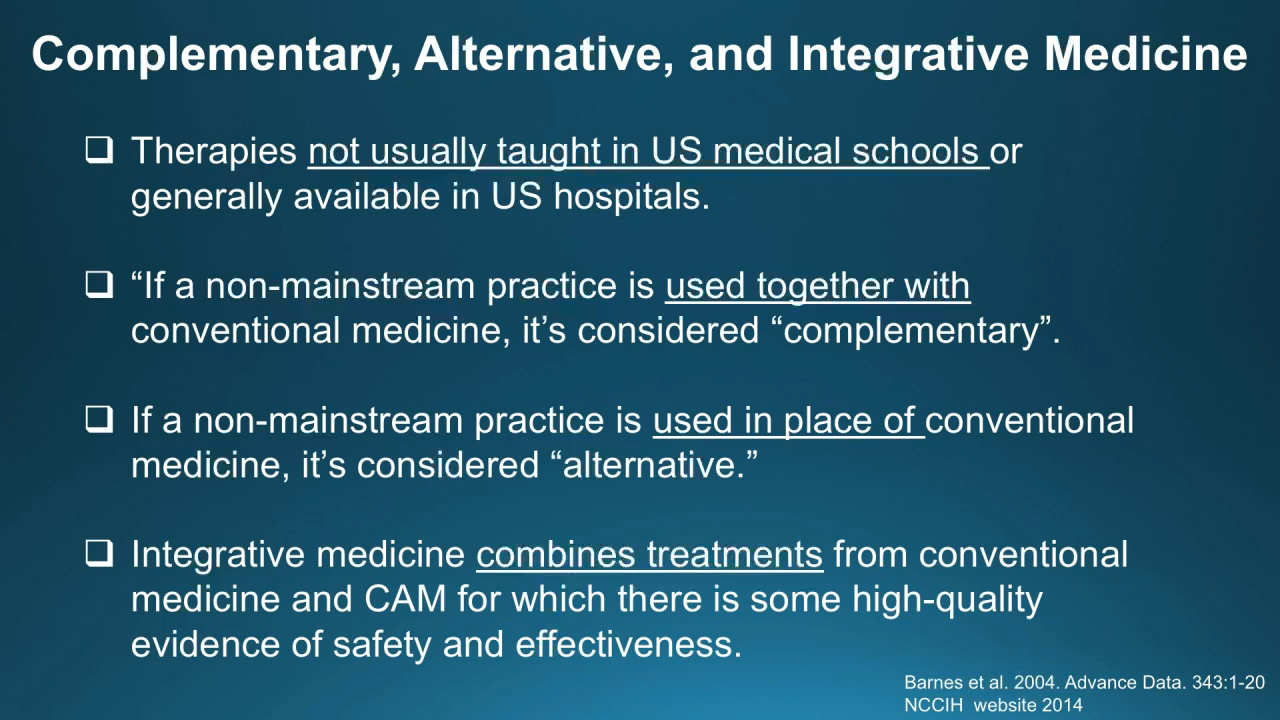 Complementary, Alternative, and Integrative Medicine
Therapies not usually taught in US medical schools or
generally available in US hospitals.
“If a non-mainstream practice is used together with
conventional medicine, it’s considered “complementary”.
If a non-mainstream practice is used in place of conventional
medicine, it’s considered “alternative.”
Integrative medicine combines treatments from conventional
medicine and CAM for which there is some high-quality
evidence of safety and effectiveness.
Barnes et al. 2004. Advance Data. 343:1-20
NCCIH website 2014